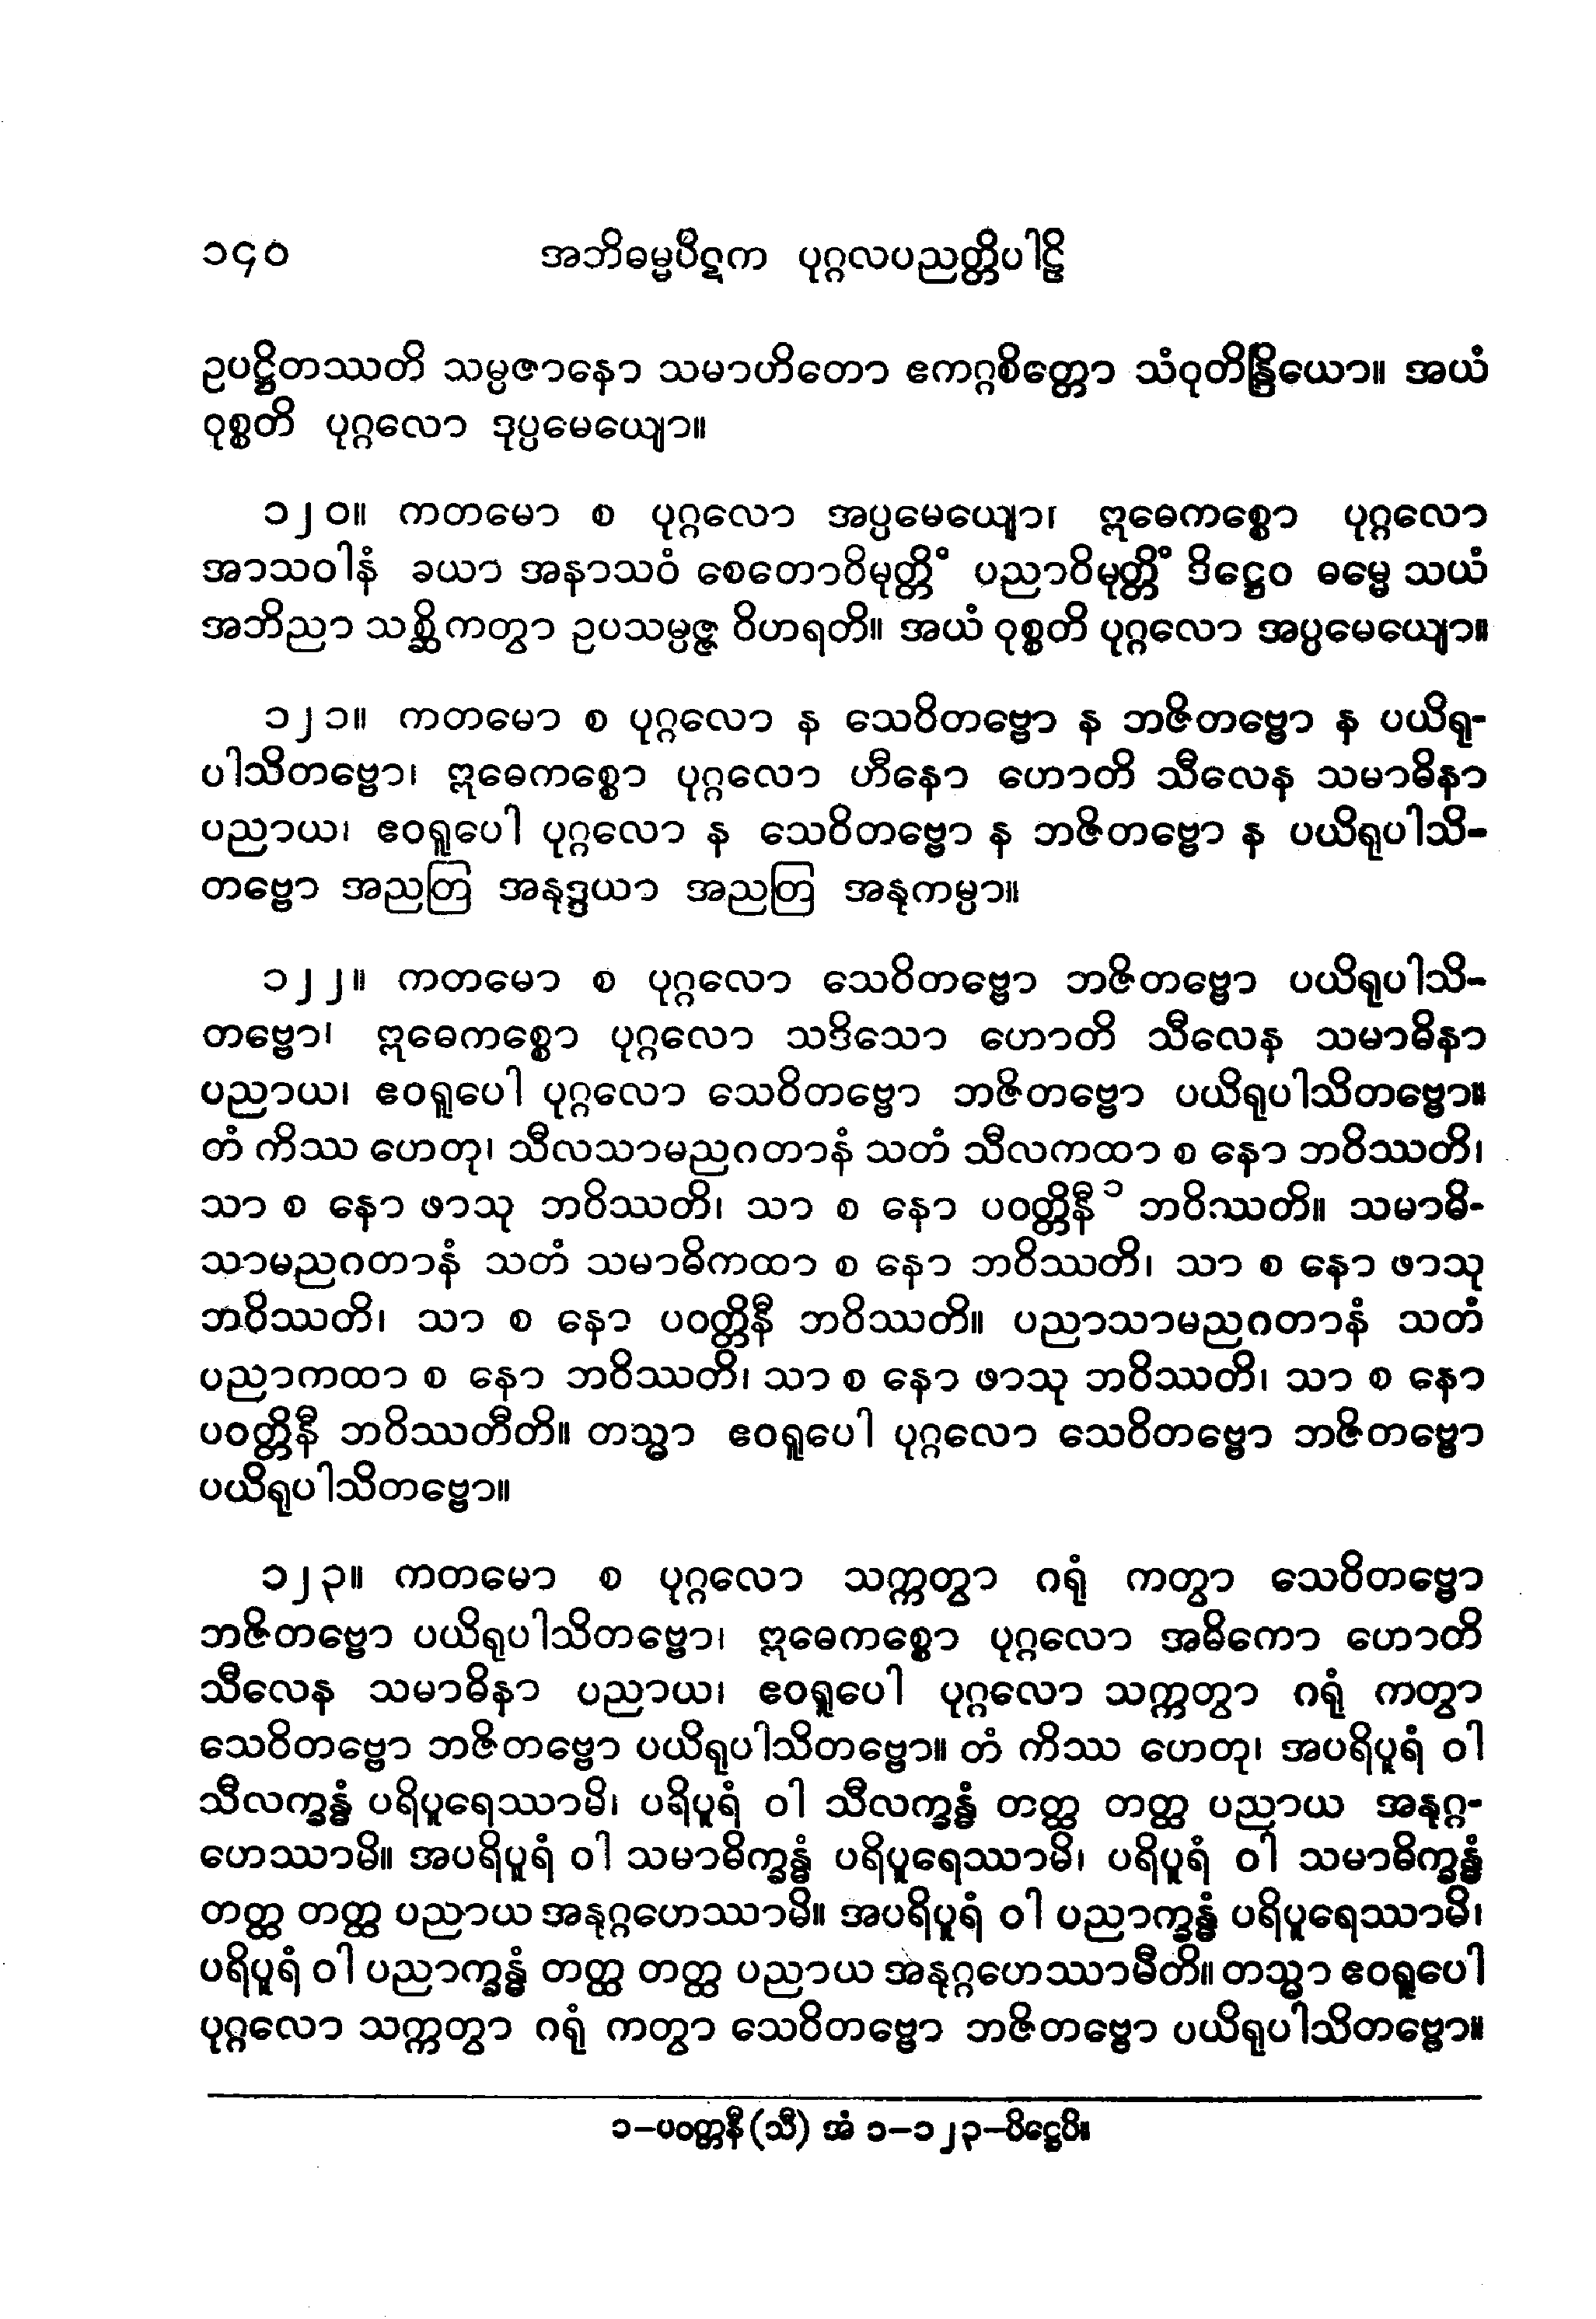 ၁၄၀ အဘိဓမ္မပိဋက ပုဂ္ဂလပညတ္တိပါဠိ
ဥပဋ္ဌိတဿတိ သမ္ပဇာနော သမာဟိတော ဧကဂ္ဂစိတ္တော သံဝုတိန္ဒြိယော။ အယံ
ဝုစ္စတိ ပုဂ္ဂလော ဒုပ္ပမေယျော။
၁၂၀။ ကတမော စ ပုဂ္ဂလော အပ္ပမေယျော၊ ဣဓေကစ္စော ပုဂ္ဂလော
အာသဝါနံ ခယာ အနာသဝံ စေတောဝိမုတ္တိံ ပညာဝိမုတ္တိံ ဒိဋ္ဌေဝ ဓမ္မေ သယံ
အဘိညာ သစ္ဆိကတွာ ဥပသမ္ပဇ္ဇ ဝိဟရတိ။ အယံ ဝုစ္စတိ ပုဂ္ဂလော အပ္ပမေယျော။
၁၂၁။ ကတမော စ ပုဂ္ဂလော န သေဝိတဗ္ဗော န ဘဇိတဗ္ဗော န ပယိရု-
ပါသိတဗ္ဗော၊ ဣဓေကစ္စော ပုဂ္ဂလော ဟီနော ဟောတိ သီလေန သမာဓိနာ
ပညာယ၊ ဧဝရူပေါ ပုဂ္ဂလော န သေဝိတဗ္ဗော န ဘဇိတဗ္ဗော န ပယိရုပါသိ-
တဗ္ဗော အညတြ အနုဒ္ဒယာ အညတြ အနုကမ္ပာ။
၁၂၂။ ကတမော စ ပုဂ္ဂလော သေဝိတဗ္ဗော ဘဇိတဗ္ဗော ပယိရုပါသိ-
တဗ္ဗော၊ ဣဓေကစ္စော ပုဂ္ဂလော သဒိသော ဟောတိ သီလေန သမာဓိနာ
ပညာယ၊ ဧဝရူပေါ ပုဂ္ဂလော သေဝိတဗ္ဗော ဘဇိတဗ္ဗော ပယိရုပါသိတဗ္ဗော။
တံ ကိဿ ဟေတု၊ သီလသာမညဂတာနံ သတံ သီလကထာ စ နော ဘဝိဿတိ၊
သာ စ နော ဖာသု ဘဝိဿတိ၊ သာ စ နော ပဝတ္တိနီ ၁ ဘဝိဿတိ။ သမာဓိ-
သာမညဂတာနံ သတံ သမာဓိကထာ စ နော ဘဝိဿတိ၊ သာ စ နော ဖာသု
ဘဝိဿတိ၊ သာ စ နော ပဝတ္တိနီ ဘဝိဿတိ။ ပညာသာမညဂတာနံ သတံ
ပညာကထာ စ နော ဘဝိဿတိ၊ သာ စ နော ဖာသု ဘဝိဿတိ၊ သာ စ နော
ပဝတ္တိနီ ဘဝိဿတီတိ။ တသ္မာ ဧဝရူပေါ ပုဂ္ဂလော သေဝိတဗ္ဗော ဘဇိတဗ္ဗော
ပယိရုပါသိတဗ္ဗော။
၁၂၃။ ကတမော စ ပုဂ္ဂလော သက္ကတွာ ဂရုံ ကတွာ သေဝိတဗ္ဗော
ဘဇိတဗ္ဗော ပယိရုပါသိတဗ္ဗော၊ ဣဓေကစ္စော ပုဂ္ဂလော အဓိကော ဟောတိ
သီလေန သမာဓိနာ ပညာယ၊ ဧဝရူပေါ ပုဂ္ဂလော သက္ကတွာ ဂရုံ ကတွာ
သေဝိတဗ္ဗော ဘဇိတဗ္ဗော ပယိရုပါသိတဗ္ဗော။ တံ ကိဿ ဟေတု၊ အပရိပူရံ ဝါ
သီလက္ခန္ဓံ ပရိပူရေဿာမိ၊ ပရိပူရံ ဝါ သီလက္ခန္ဓံ တတ္ထ တတ္ထ ပညာယ အနုဂ္ဂ-
ဟေဿာမိ။ အပရိပူရံ ဝါ သမာဓိက္ခန္ဓံ ပရိပူရေဿာမိ၊ ပရိပူရံ ဝါ သမာဓိက္ခန္ဓံ
တတ္ထ တတ္ထ ပညာယ အနုဂ္ဂဟေဿာမိ။ အပရိပူရံ ဝါ ပညာက္ခန္ဓံ ပရိပူရေဿာမိ၊
ပရိပူရံ ဝါ ပညာက္ခန္ဓံ တတ္ထ တတ္ထ ပညာယ အနုဂ္ဂဟေဿာမီတိ။ တသ္မာ ဧဝရူပေါ
ပုဂ္ဂလော သက္ကတွာ ဂရုံ ကတွာ သေဝိတဗ္ဗော ဘဇိတဗ္ဗော ပယိရုပါသိတဗ္ဗော။
၁-ပဝတ္တနီ (သီ) အံ ၁-၁၂၃-ပိဋ္ဌေပိ။